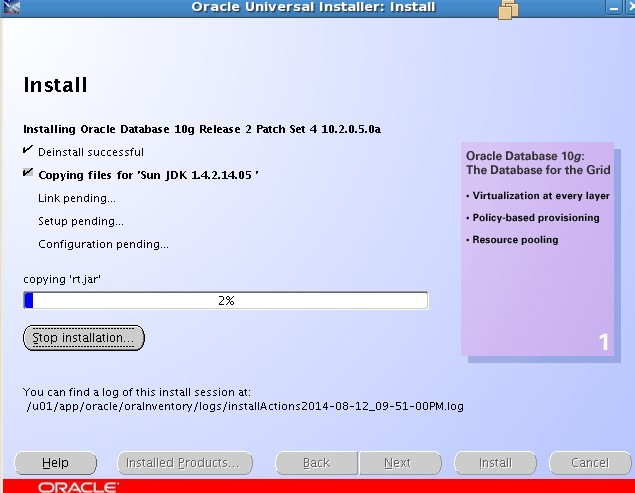 Oracle Universal Installer: Install
Install
Installing Oracle Database 10g Release 2 Patch Set 4 10.2.0.5.0a
Deinstall successful
Copying files for 'Sun JDK 1.4.2.14.05 '
Link pending...
Setup pending...
Configuration pending...
copying 'rt.jar'
2%
Stop installation...
Oracle Database 10g:
The Database for the Grid
• Virtualization at every layer
• Policy-based provisioning
• Resource pooling
1
You can find a log of this install session at:
/u01/app/oracle/oraInventory/logs/installActions2014-08-12_09-51-00PM.log
Help
Installed Products...
Back
Next
Install
Cancel
ORACLE